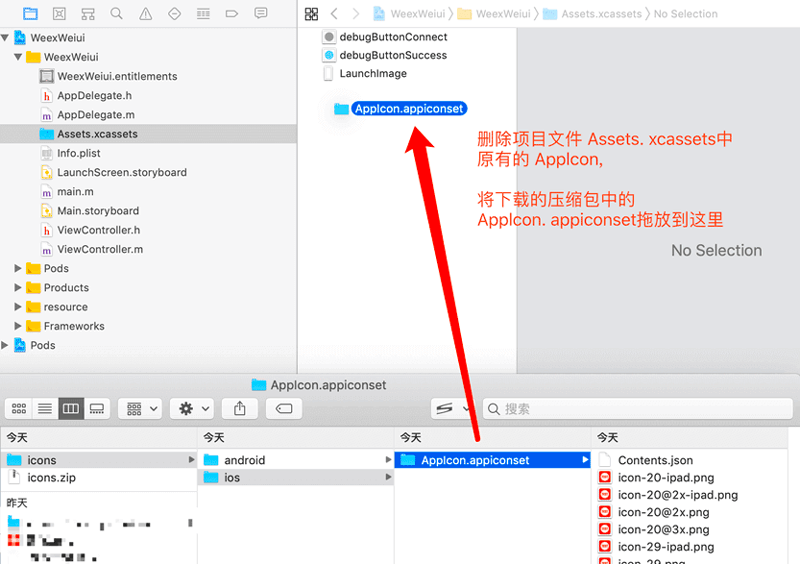 WeexWeiui
WeexWeiui
Assets.xcassets
No Selection
WeexWeiui
WeexWeiui
WeexWeiui.entitlements
AppDelegate.h
AppDelegate.m
Assets.xcassets
Info.plist
LaunchScreen.storyboard
main.m
Main.storyboard
ViewController.h
ViewController.m
Pods
Products
resource
Frameworks
Pods
debugButtonConnect
debugButtonSuccess
LaunchImage
AppIcon.appiconset
删除项目文件 Assets. xcassets中
原有的 AppIcon,
将下载的压缩包中的
AppIcon. appiconset拖放到这里
No Selection
AppIcon.appiconset
搜索
今天
icons
icons.zip
昨天
今天
android
ios
今天
AppIcon.appiconset
今天
Contents.json
icon-20-ipad.png
icon-20@2x-ipad.png
icon-20@2x.png
icon-20@3x.png
icon-29-ipad.png
icon-29.png